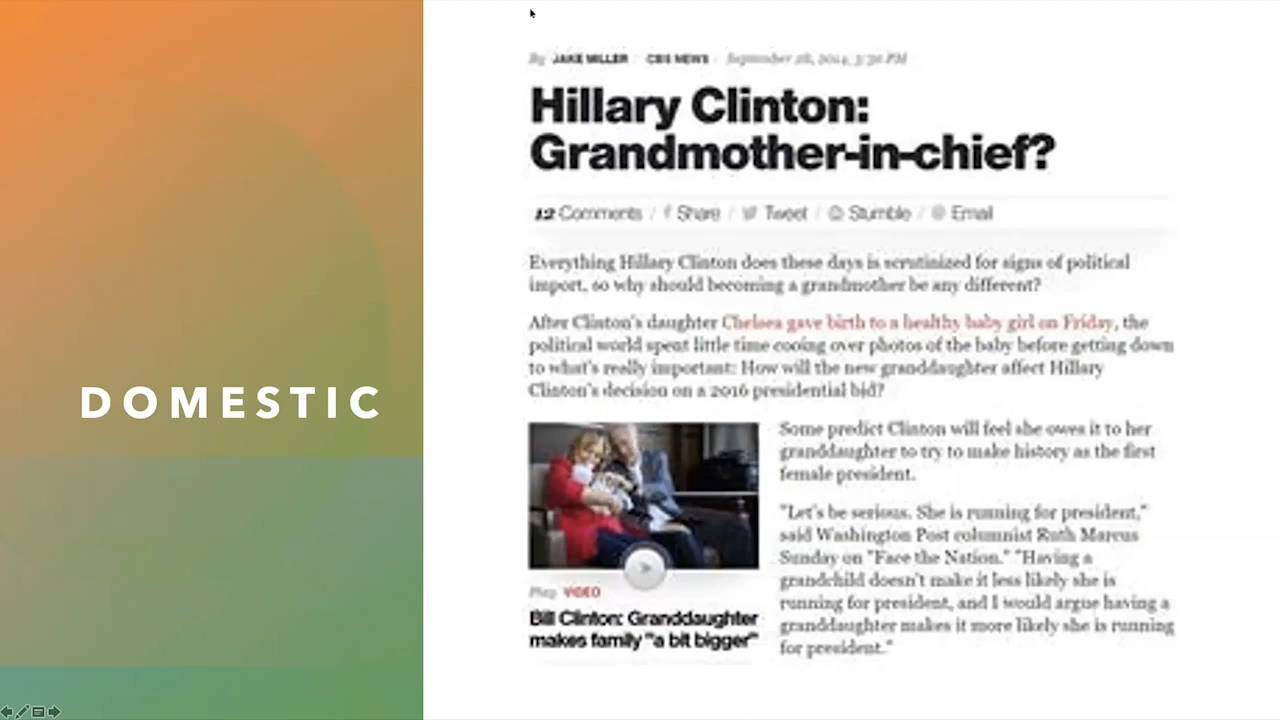 DOMESTIC
By JAKE MILLER CBS NEWS September 28, 2014, 3:30 PM
Hillary Clinton:
Grandmother-in-chief?
12 Comments / f Share / Tweet / Stumble / Email
Everything Hillary Clinton does these days is scrutinized for signs of political
import, so why should becoming a grandmother be any different?
After Clinton's daughter Chelsea gave birth to a healthy baby girl on Friday, the
political world spent little time cooing over photos of the baby before getting down
to what's really important: How will the new granddaughter affect Hillary
Clinton's decision on a 2016 presidential bid?
Some predict Clinton will feel she owes it to her
granddaughter to try to make history as the first
female president.
"Let's be serious. She is running for president,"
said Washington Post columnist Ruth Marcus
Sunday on "Face the Nation." "Having a
grandchild doesn't make it less likely she is
running for president, and I would argue having a
granddaughter makes it more likely she is running
for president."
Play VIDEO
Bill Clinton: Granddaughter
makes family "a bit bigger"